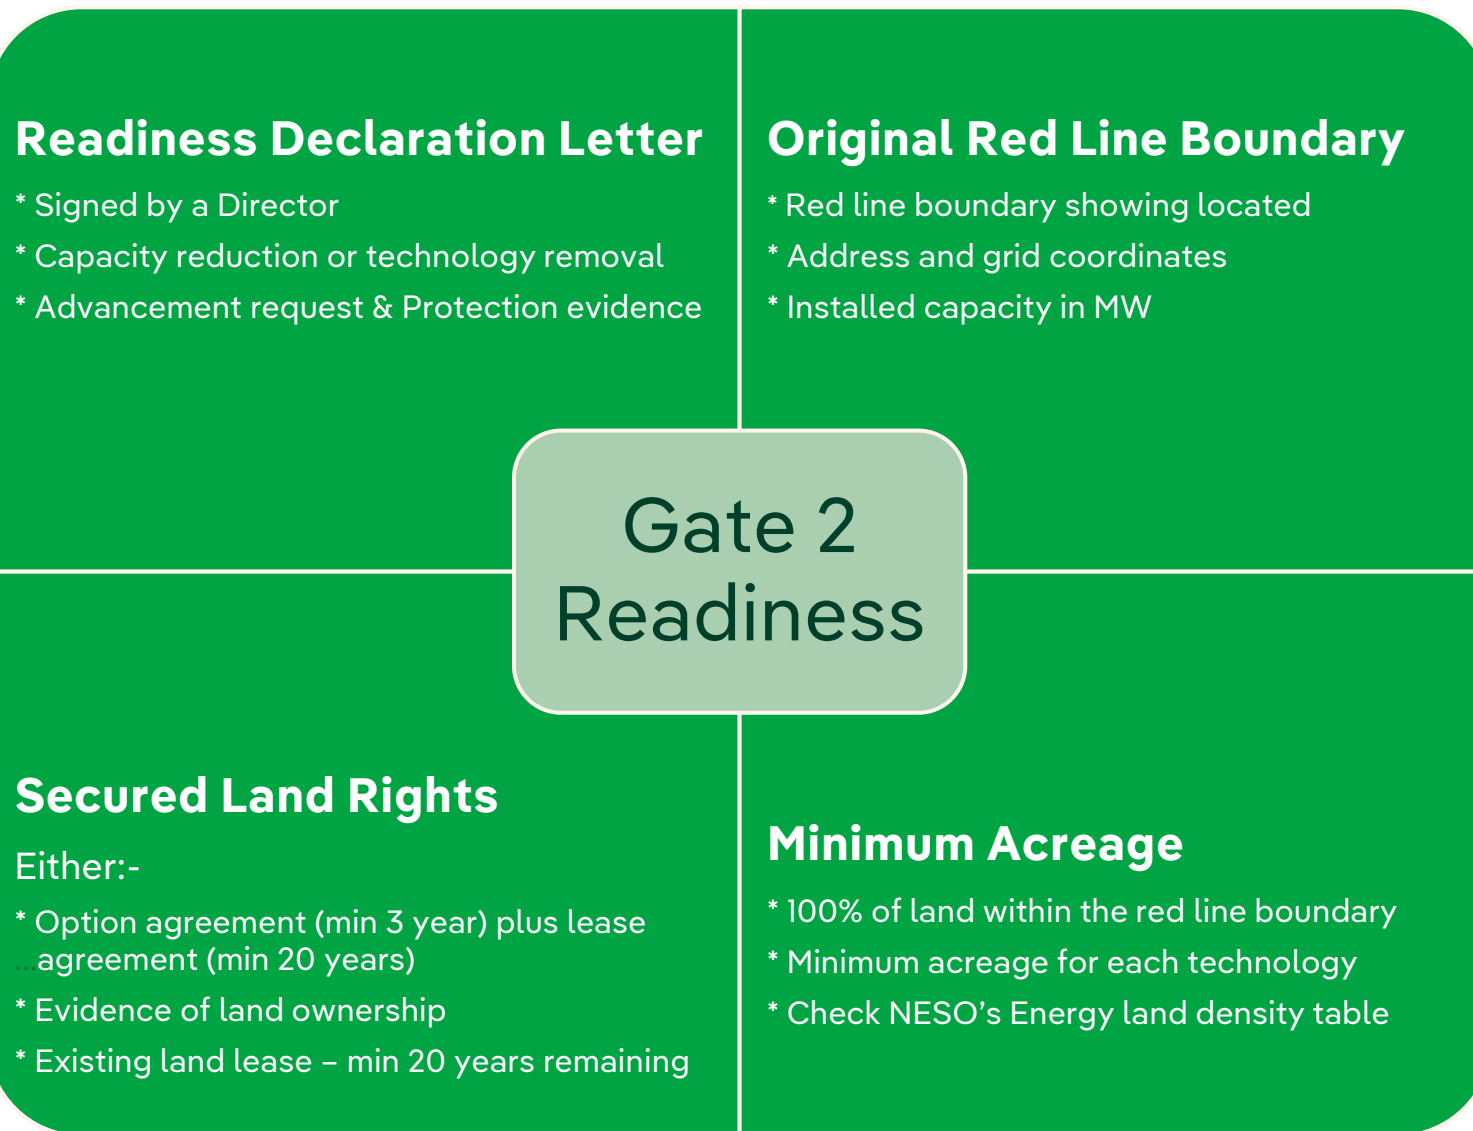 Readiness Declaration Letter
* Signed by a Director
* Capacity reduction or technology removal
* Advancement request & Protection evidence
Original Red Line Boundary
* Red line boundary showing located
* Address and grid coordinates
* Installed capacity in MW
Gate 2
Readiness
Secured Land Rights
Either:-
* Option agreement (min 3 year) plus lease
...agreement (min 20 years)
* Evidence of land ownership
* Existing land lease – min 20 years remaining
Minimum Acreage
* 100% of land within the red line boundary
* Minimum acreage for each technology
* Check NESO’s Energy land density table